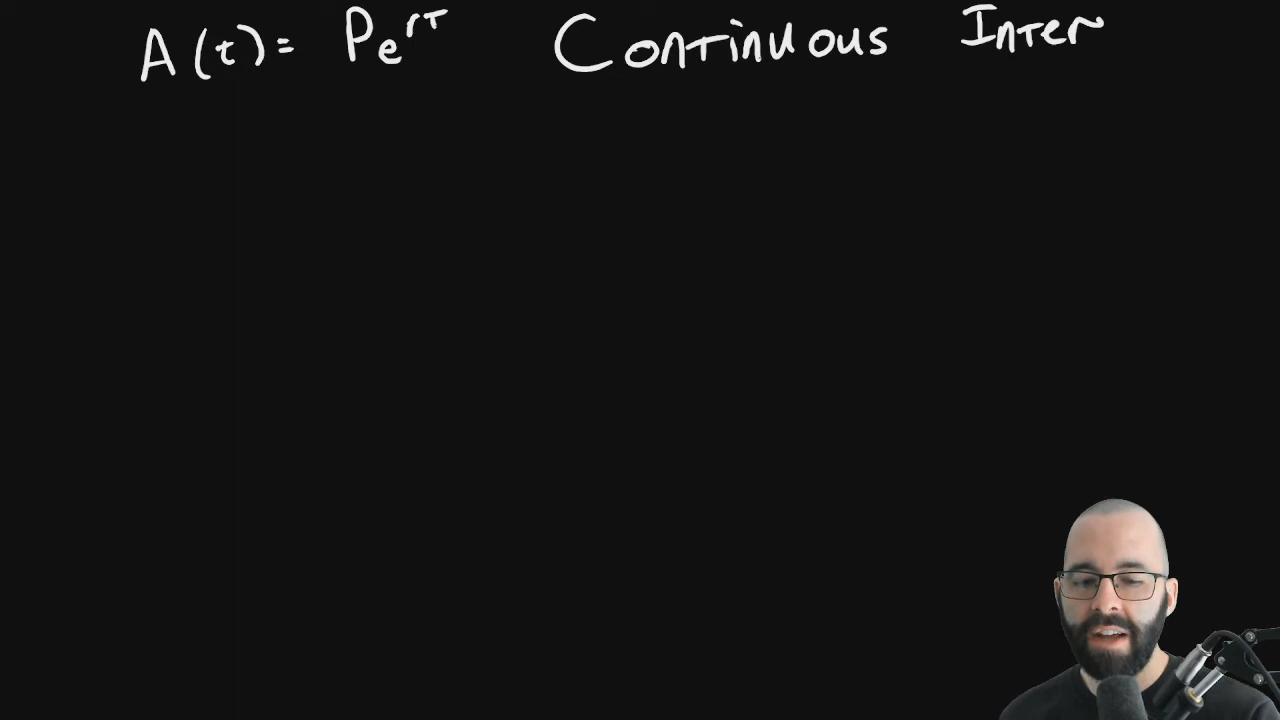 A(t) = Pe^rt Continuous Inter